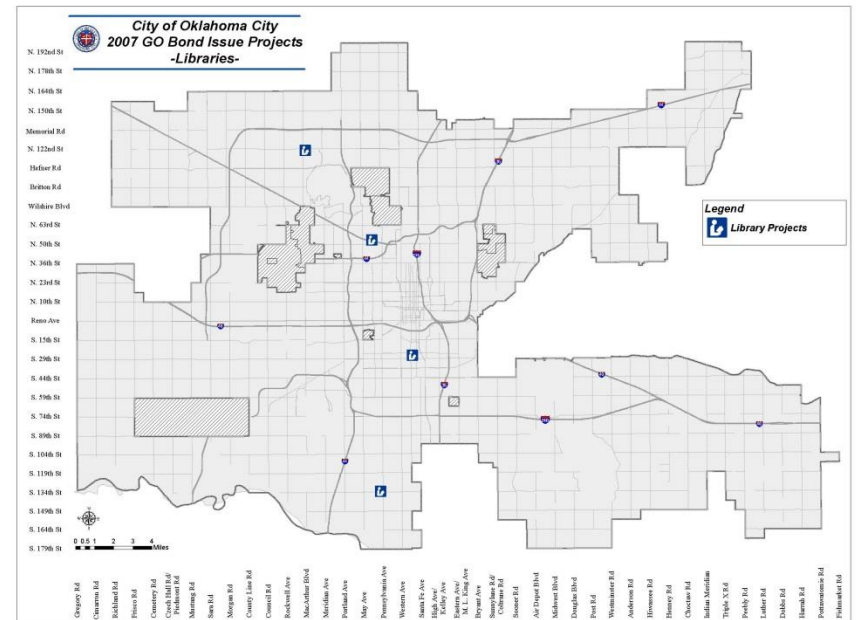 City of Oklahoma City
2007 GO Bond Issue Projects
-Libraries-
N. 192nd St
N. 178th St
N. 164th St
N. 150th St
Memorial Rd
N. 122nd St
Hefner Rd
Britton Rd
Wilshire Blvd
N. 63rd St
N. 50th St
N. 36th St
N. 23rd St
N. 10th St
Reno Ave
S. 15th St
S. 29th St
S. 44th St
S. 59th St
S. 74th St
S. 89th St
S. 104th St
S. 119th St
S. 134th St
S. 149th St
S. 164th St
S. 179th St
Legend
Library Projects
0 0.5 1 2 3 4
Miles
Gregory Rd
Cimarron Rd
Richland Rd
Frisco Rd
Cemetery Rd
Czech Hall Rd/
Piedmont Rd
Mustang Rd
Sara Rd
Morgan Rd
County Line Rd
Council Rd
Rockwell Ave
MacArthur Blvd
Meridian Ave
Portland Ave
May Ave
Pennsylvania Ave
Western Ave
Santa Fe Ave
High Ave/
Kelley Ave
Eastern Ave/
M. L. King Ave
Bryant Ave
Sunnylane Rd/
Coltrane Rd
Sooner Rd
Air Depot Blvd
Midwest Blvd
Douglas Blvd
Post Rd
Westminster Rd
Anderson Rd
Hiwassee Rd
Henney Rd
Choctaw Rd
Indian Meridian
Triple X Rd
Peebly Rd
Luther Rd
Dobbs Rd
Harrah Rd
Pottawatomie Rd
Fishmarket Rd